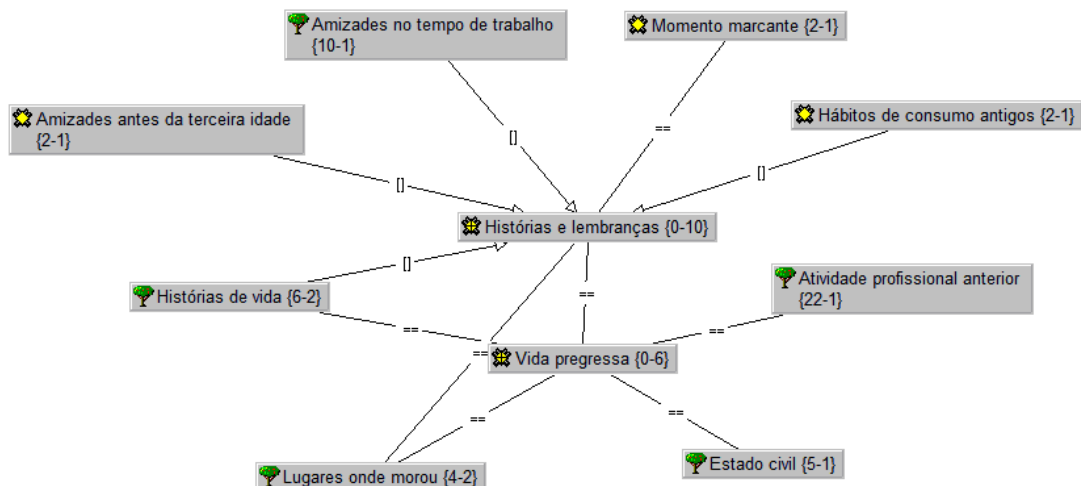 Amizades no tempo de trabalho
{10-1}
Momento marcante {2-1}
Amizades antes da terceira idade
{2-1}
Hábitos de consumo antigos {2-1}
==
[]
[]
[]
Histórias e lembranças {0-10}
[]
Histórias de vida {6-2}
Atividade profissional anterior
{22-1}
==
==
==
==
Vida pregressa {0-6}
==
==
Lugares onde morou {4-2}
Estado civil {5-1}